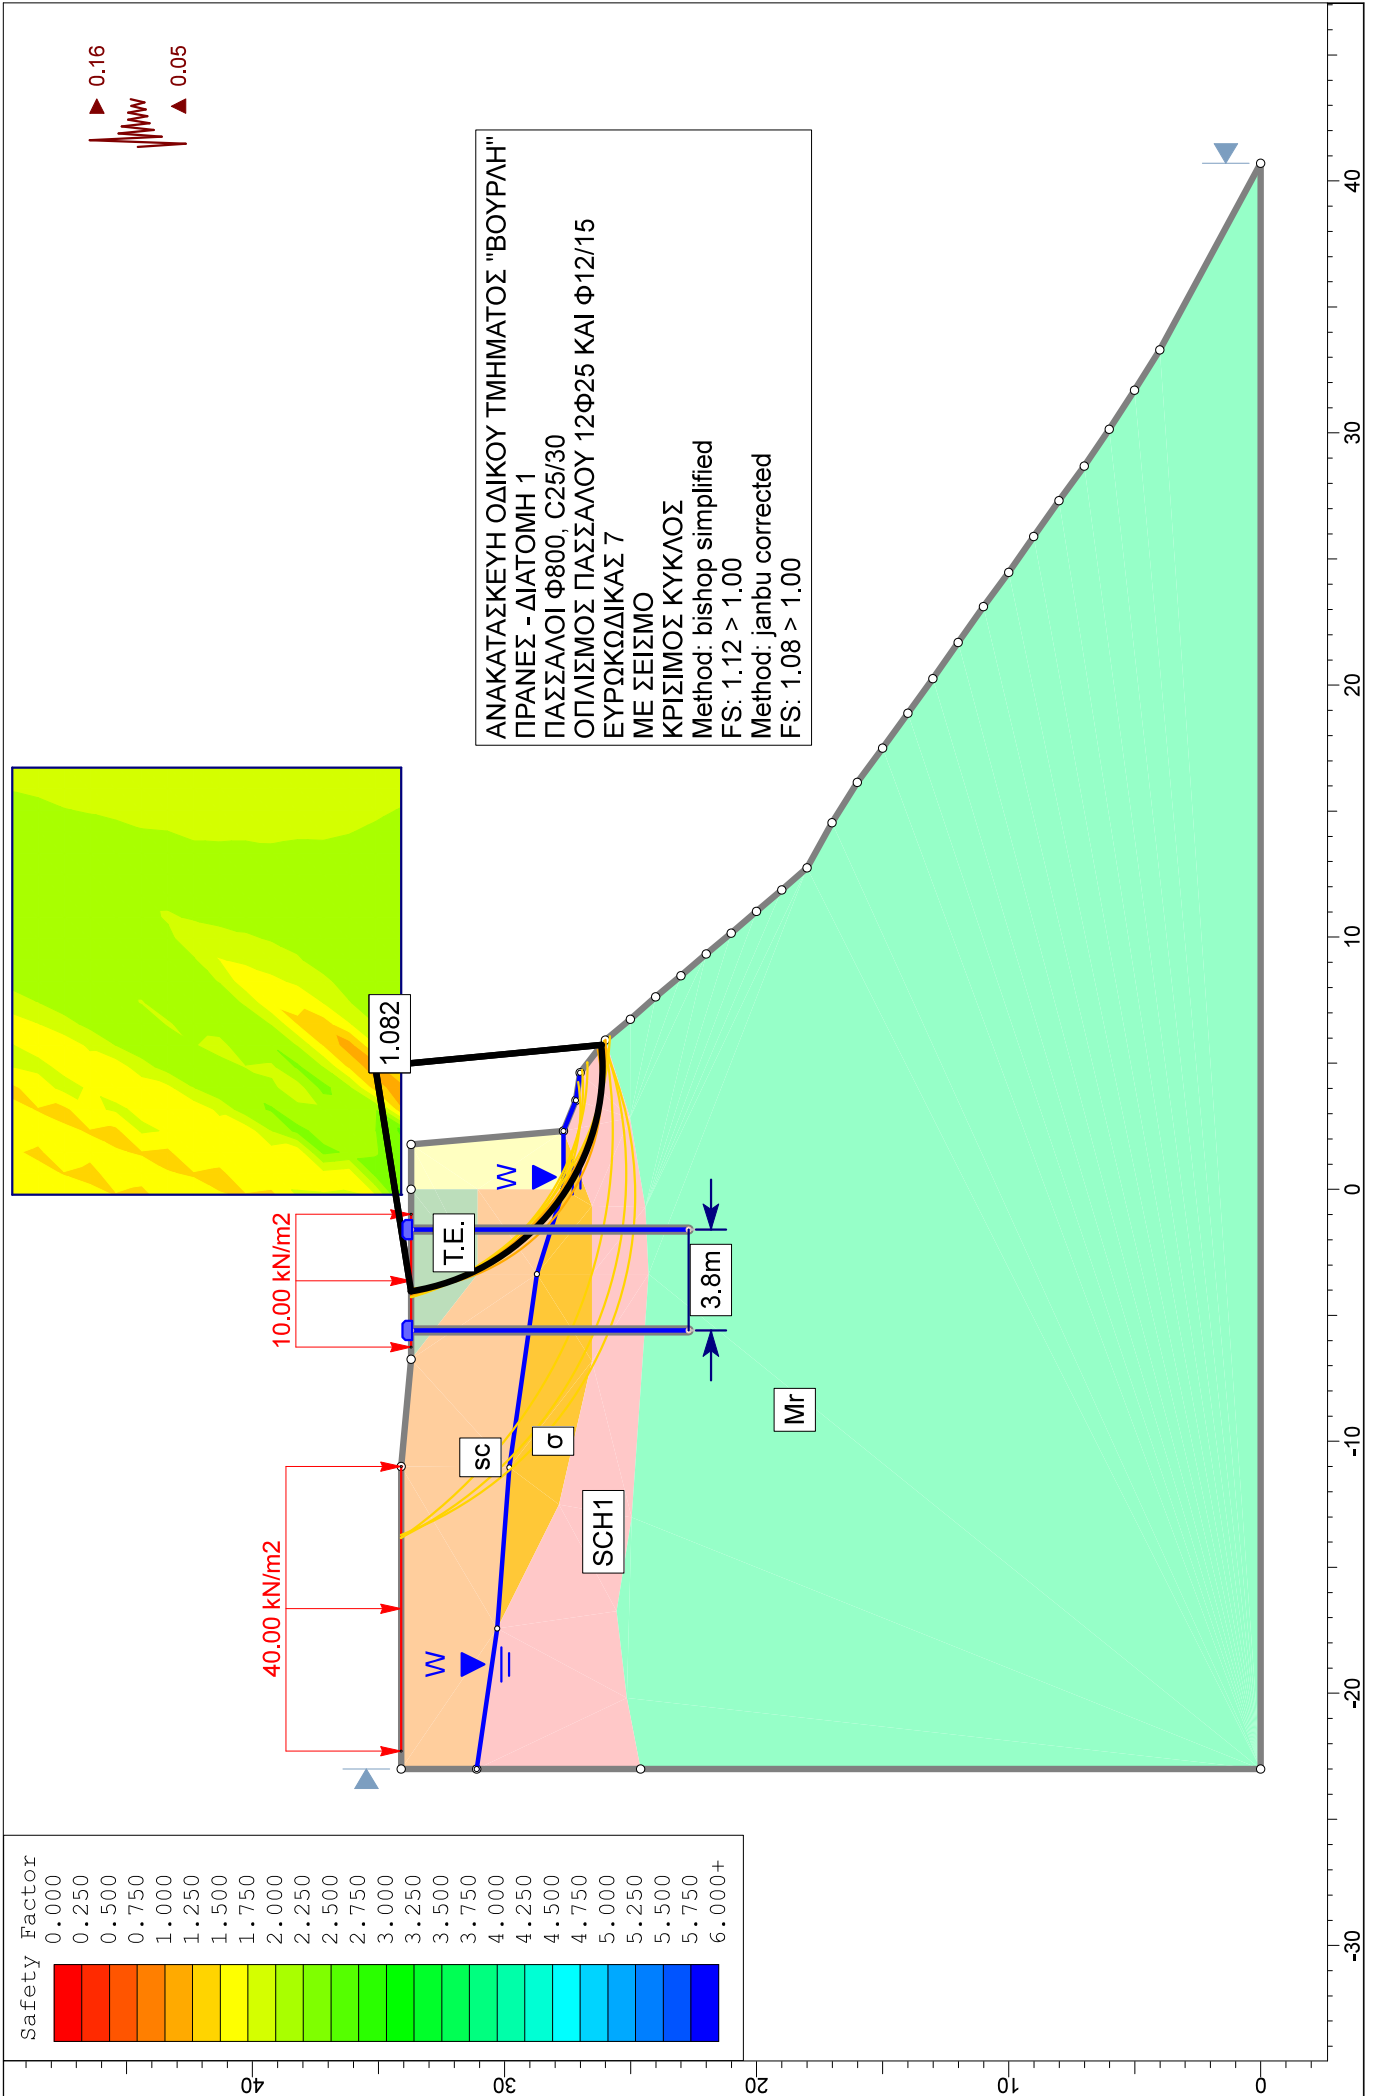 Safety Factor
0.000
0.250
0.500
0.750
1.000
1.250
1.500
1.750
2.000
2.250
2.500
2.750
3.000
3.250
3.500
3.750
4.000
4.250
4.500
4.750
5.000
5.250
5.500
5.750
6.000+
0.16
0.05
40.00 kN/m2
10.00 kN/m2
1.082
W
W
T.E.
sc
σ
SCH1
Mr
3.8m
ΑΝΑΚΑΤΑΣΚΕΥΗ ΟΔΙΚΟΥ ΤΜΗΜΑΤΟΣ "ΒΟΥΡΛΗ"
ΠΡΑΝΕΣ - ΔΙΑΤΟΜΗ 1
ΠΑΣΣΑΛΟΙ Φ800, C25/30
ΟΠΛΙΣΜΟΣ ΠΑΣΣΑΛΟΥ 12Φ25 ΚΑΙ Φ12/15
ΕΥΡΩΚΩΔΙΚΑΣ 7
ΜΕ ΣΕΙΣΜΟ
ΚΡΙΣΙΜΟΣ ΚΥΚΛΟΣ
Method: bishop simplified
FS: 1.12 > 1.00
Method: janbu corrected
FS: 1.08 > 1.00
40
30
20
10
0
-30
-20
-10
0
10
20
30
40